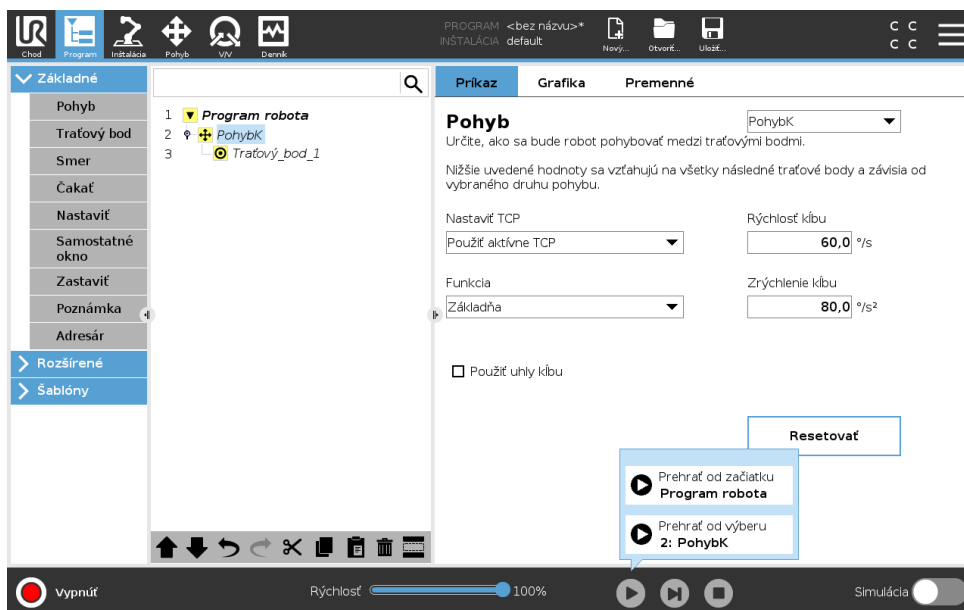 UR
Chod
Program
Inštalácia
Pohyb
V/V
Denník
PROGRAM <bez názvu>*
INŠTALÁCIA default
Nový...
Otvoriť...
Uložiť...
C C
C C
Základné
Pohyb
Traťový bod
Smer
Čakať
Nastaviť
Samostatné
okno
Zastaviť
Poznámka
Adresár
Rozšírené
Šablóny
1 Program robota
2 PohybK
3 Traťový_bod_1
Príkaz Grafika Premenné
Pohyb
PohybK
Určite, ako sa bude robot pohybovať medzi traťovými bodmi.
Nižšie uvedené hodnoty sa vzťahujú na všetky následné traťové body a závisia od
vybraného druhu pohybu.
Nastaviť TCP
Použiť aktívne TCP
Rýchlosť kĺbu
60,0 °/s
Funkcia
Základňa
Zrýchlenie kĺbu
80,0 °/s²
Použiť uhly kĺbu
Resetovať
Prehrať od začiatku
Program robota
Prehrať od výberu
2: PohybK
Vypnúť
Rýchlosť
100%
Simulácia